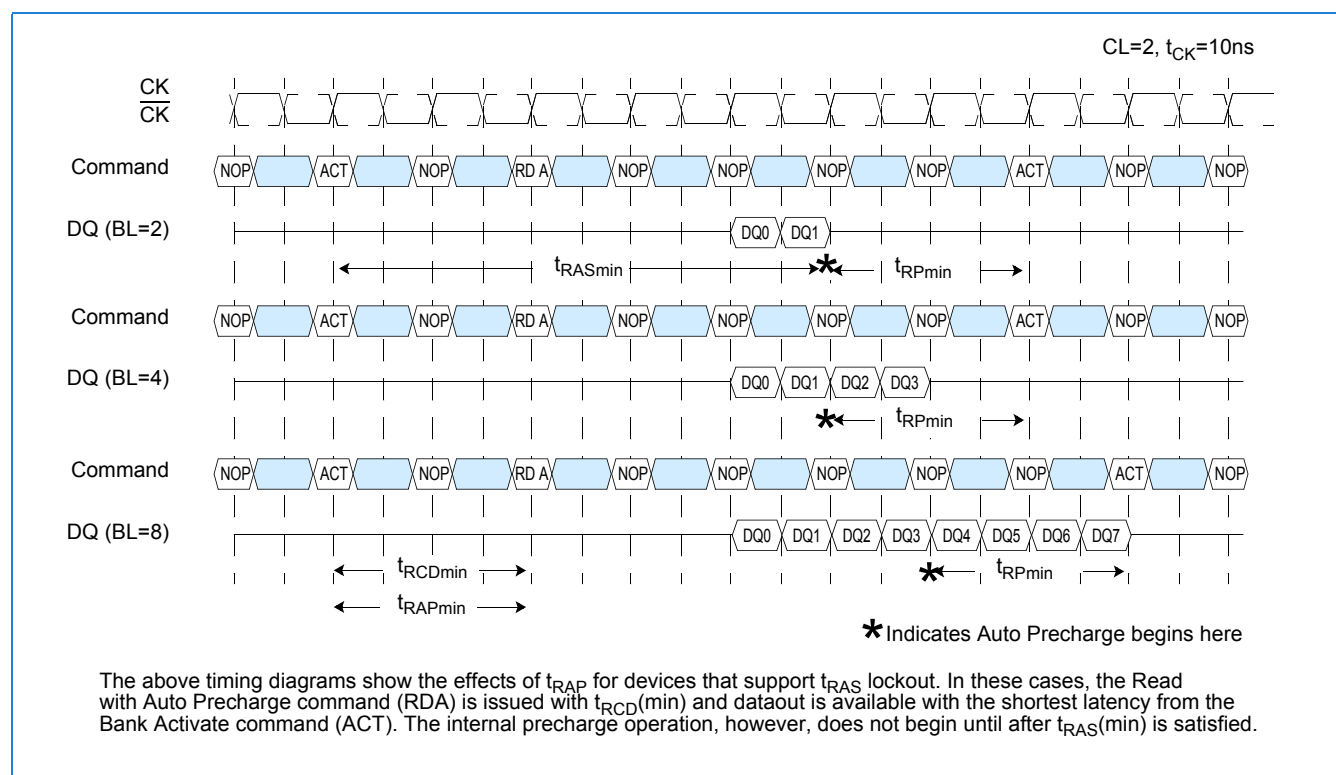 CL=2, tCK=10ns
CK
CK
Command
NOP ACT NOP RD A NOP NOP NOP NOP ACT NOP NOP
DQ (BL=2)
DQ0 DQ1
tRASmin * tRPmin
Command
NOP ACT NOP RD A NOP NOP NOP NOP ACT NOP NOP
DQ (BL=4)
DQ0 DQ1 DQ2 DQ3
* tRPmin
Command
NOP ACT NOP RD A NOP NOP NOP NOP NOP ACT NOP
DQ (BL=8)
DQ0 DQ1 DQ2 DQ3 DQ4 DQ5 DQ6 DQ7
tRCDmin * tRPmin
tRAPmin
* Indicates Auto Precharge begins here
The above timing diagrams show the effects of tRAP for devices that support tRAS lockout. In these cases, the Read
with Auto Precharge command (RDA) is issued with tRCD(min) and dataout is available with the shortest latency from the
Bank Activate command (ACT). The internal precharge operation, however, does not begin until after tRAS(min) is satisfied.